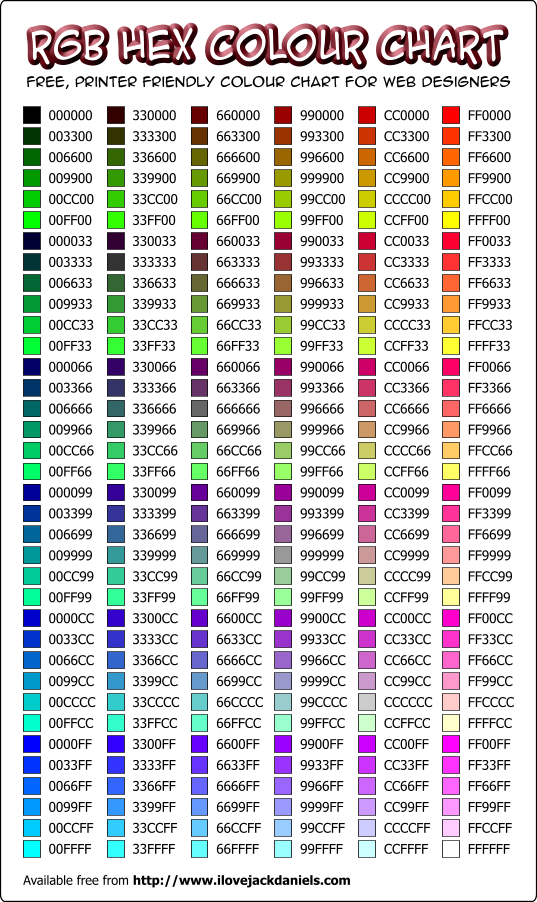 RGB HEX COLOUR CHART
FREE, PRINTER FRIENDLY COLOUR CHART FOR WEB DESIGNERS
000000 330000 660000 990000 CC0000 FF0000
003300 333300 663300 993300 CC3300 FF3300
006600 336600 666600 996600 CC6600 FF6600
009900 339900 669900 999900 CC9900 FF9900
00CC00 33CC00 66CC00 99CC00 CCCC00 FFCC00
00FF00 33FF00 66FF00 99FF00 CCFF00 FFFF00
000033 330033 660033 990033 CC0033 FF0033
003333 333333 663333 993333 CC3333 FF3333
006633 336633 666633 996633 CC6633 FF6633
009933 339933 669933 999933 CC9933 FF9933
00CC33 33CC33 66CC33 99CC33 CCCC33 FFCC33
00FF33 33FF33 66FF33 99FF33 CCFF33 FFFF33
000066 330066 660066 990066 CC0066 FF0066
003366 333366 663366 993366 CC3366 FF3366
006666 336666 666666 996666 CC6666 FF6666
009966 339966 669966 999966 CC9966 FF9966
00CC66 33CC66 66CC66 99CC66 CCCC66 FFCC66
00FF66 33FF66 66FF66 99FF66 CCFF66 FFFF66
000099 330099 660099 990099 CC0099 FF0099
003399 333399 663399 993399 CC3399 FF3399
006699 336699 666699 996699 CC6699 FF6699
009999 339999 669999 999999 CC9999 FF9999
00CC99 33CC99 66CC99 99CC99 CCCC99 FFCC99
00FF99 33FF99 66FF99 99FF99 CCFF99 FFFF99
0000CC 3300CC 6600CC 9900CC CC00CC FF00CC
0033CC 3333CC 6633CC 9933CC CC33CC FF33CC
0066CC 3366CC 6666CC 9966CC CC66CC FF66CC
0099CC 3399CC 6699CC 9999CC CC99CC FF99CC
00CCCC 33CCCC 66CCCC 99CCCC CCCCCC FFCCCC
00FFCC 33FFCC 66FFCC 99FFCC CCFFCC FFFFCC
0000FF 3300FF 6600FF 9900FF CC00FF FF00FF
0033FF 3333FF 6633FF 9933FF CC33FF FF33FF
0066FF 3366FF 6666FF 9966FF CC66FF FF66FF
0099FF 3399FF 6699FF 9999FF CC99FF FF99FF
00CCFF 33CCFF 66CCFF 99CCFF CCCCFF FFCCFF
00FFFF 33FFFF 66FFFF 99FFFF CCFFFF FFFFFF
Available free from http://www.ilovejackdaniels.com